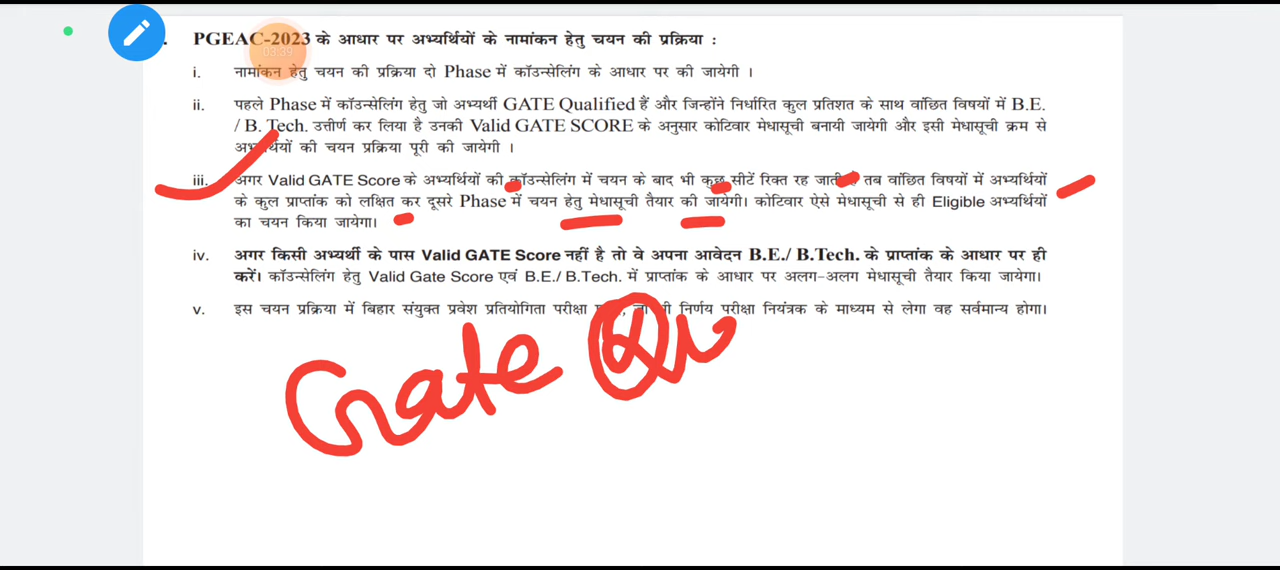 PGEAC-2023 के आधार पर अभ्यर्थियों के नामांकन हेतु चयन की प्रक्रिया :
03:39
i. नामांकन हेतु चयन की प्रक्रिया दो Phase में कॉउन्सेलिंग के आधार पर की जायेगी ।
ii. पहले Phase में कॉउन्सेलिंग हेतु जो अभ्यर्थी GATE Qualified हैं और जिन्होंने निर्धारित कुल प्रतिशत के साथ वांछित विषयों में B.E.
/ B. Tech. उत्तीर्ण कर लिया है उनकी Valid GATE SCORE के अनुसार कोटिवार मेधासूची बनायी जायेगी और इसी मेधासूची क्रम से
अभ्यर्थियों की चयन प्रक्रिया पूरी की जायेगी ।
iii. अगर Valid GATE Score के अभ्यर्थियों की कॉउन्सेलिंग में चयन के बाद भी कुछ सीटें रिक्त रह जाती है तब वांछित विषयों में अभ्यर्थियों
के कुल प्राप्तांक को लक्षित कर दूसरे Phase में चयन हेतु मेधासूची तैयार की जायेगी। कोटिवार ऐसे मेधासूची से ही Eligible अभ्यर्थियों
का चयन किया जायेगा।
iv. अगर किसी अभ्यर्थी के पास Valid GATE Score नहीं है तो वे अपना आवेदन B.E./ B.Tech. के प्राप्तांक के आधार पर ही
करें। कॉउन्सेलिंग हेतु Valid Gate Score एवं B.E./ B.Tech. में प्राप्तांक के आधार पर अलग-अलग मेधासूची तैयार किया जायेगा।
v. इस चयन प्रक्रिया में बिहार संयुक्त प्रवेश प्रतियोगिता परीक्षा निर्णय परीक्षा नियंत्रक के माध्यम से लेगा वह सर्वमान्य होगा।
Gate Qu